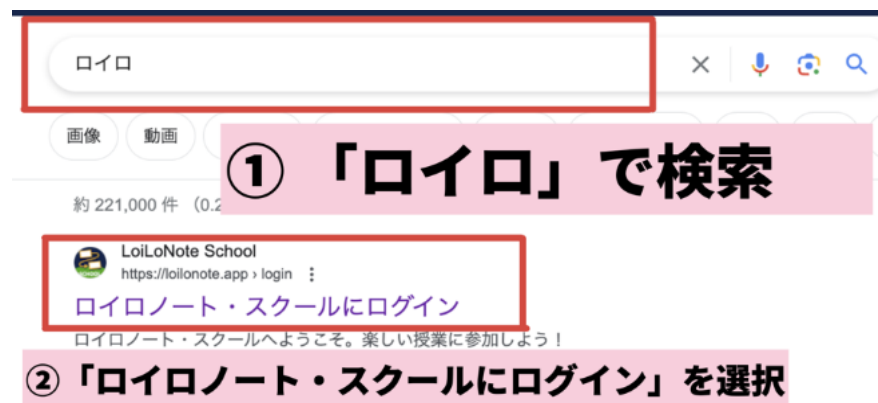 ロイロ
画像 動画
① 「ロイロ」で検索
約 221,000 件 （0.2
LoiLoNote School
https://loilonote.app › login
ロイロノート・スクールにログイン
ロイロノート・スクールへようこそ。楽しい授業に参加しよう！
②「ロイロノート・スクールにログイン」を選択